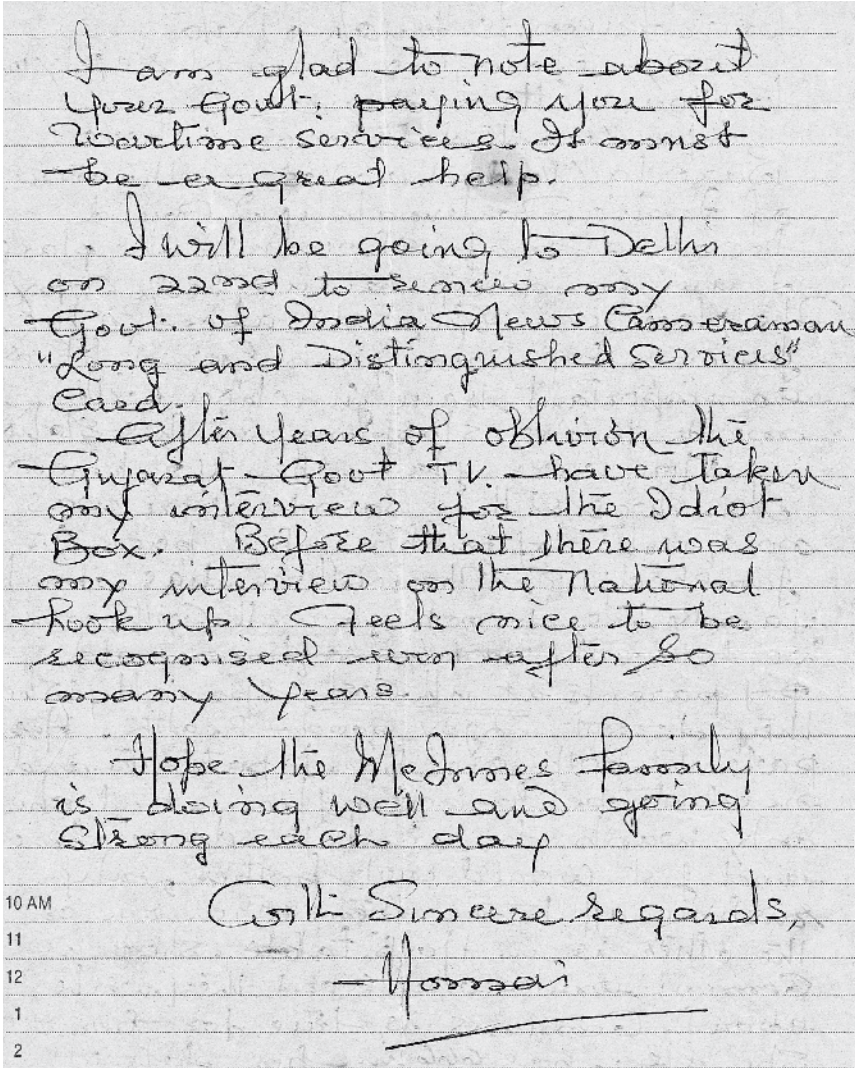 I am glad to note about
your Govt. paying you for
Wartime services. It must
be a great help.
I will be going to Delhi
on 22nd to renew my
Govt. of India News Cameraman
"Long and Distinguished Services"
Card.
After years of oblivion the
Gujarat Govt TV. have taken
my interview for the Idiot
Box. Before that there was
my interview on the National
hook up. Feels nice to be
recognised even after so
many years.
Hope the McInnes family
is doing well and going
strong each day
With Sincere regards,
Homai
10 AM
11
12
1
2